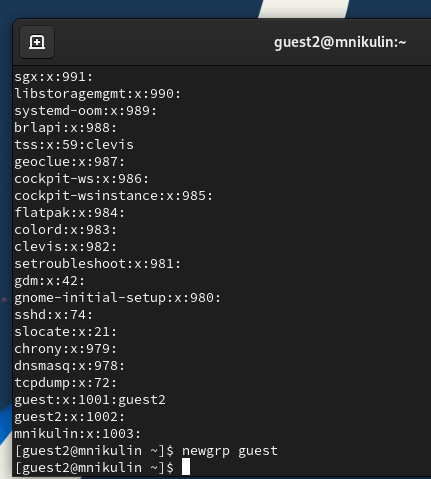 guest2@mnikulin:~
sgx:x:991:
libstoragemgmt:x:990:
systemd-oom:x:989:
brlapi:x:988:
tss:x:59:clevis
geoclue:x:987:
cockpit-ws:x:986:
cockpit-wsinstance:x:985:
flatpak:x:984:
colord:x:983:
clevis:x:982:
setroubleshoot:x:981:
gdm:x:42:
gnome-initial-setup:x:980:
sshd:x:74:
slocate:x:21:
chrony:x:979:
dnsmasq:x:978:
tcpdump:x:72:
guest:x:1001:guest2
guest2:x:1002:
mnikulin:x:1003:
[guest2@mnikulin ~]$ newgrp guest
[guest2@mnikulin ~]$